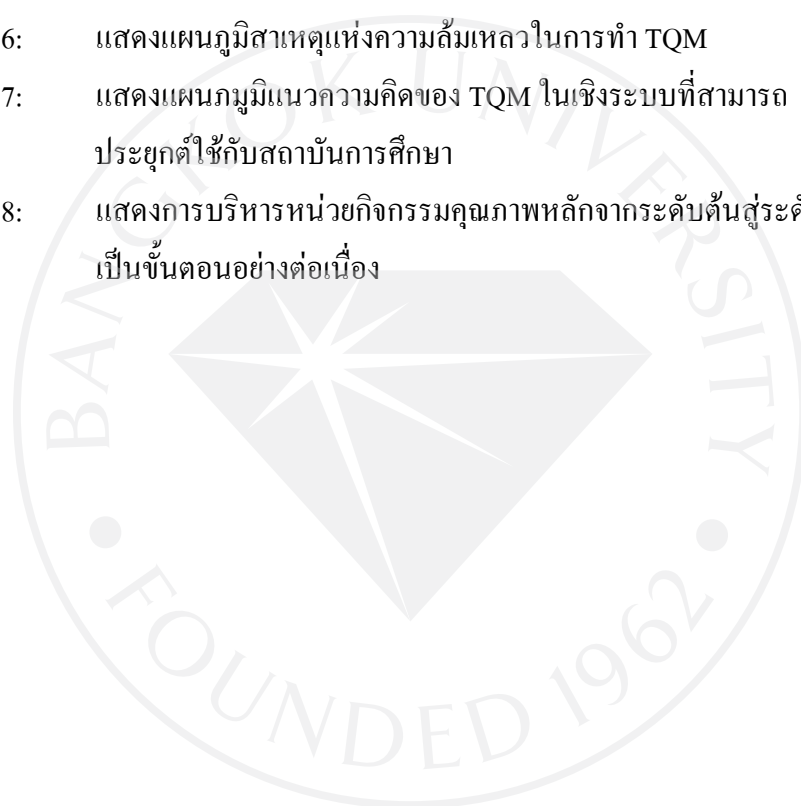 6: แสดงแผนภูมิสาเหตุแห่งความล้มเหลวในการทำ TQM
7: แสดงแผนภมูมิแนวความคิดของ TQM ในเชิงระบบที่สามารถ
ประยุกต์ใช้กับสถาบันการศึกษา
8: แสดงการบริหารหน่วยกิจกรรมคุณภาพหลักจากระดับต้นสู่ระดั
เป็นขั้นตอนอย่างต่อเนื่อง
BANGKOK UNIVERSITY
• FOUNDED 1962 •